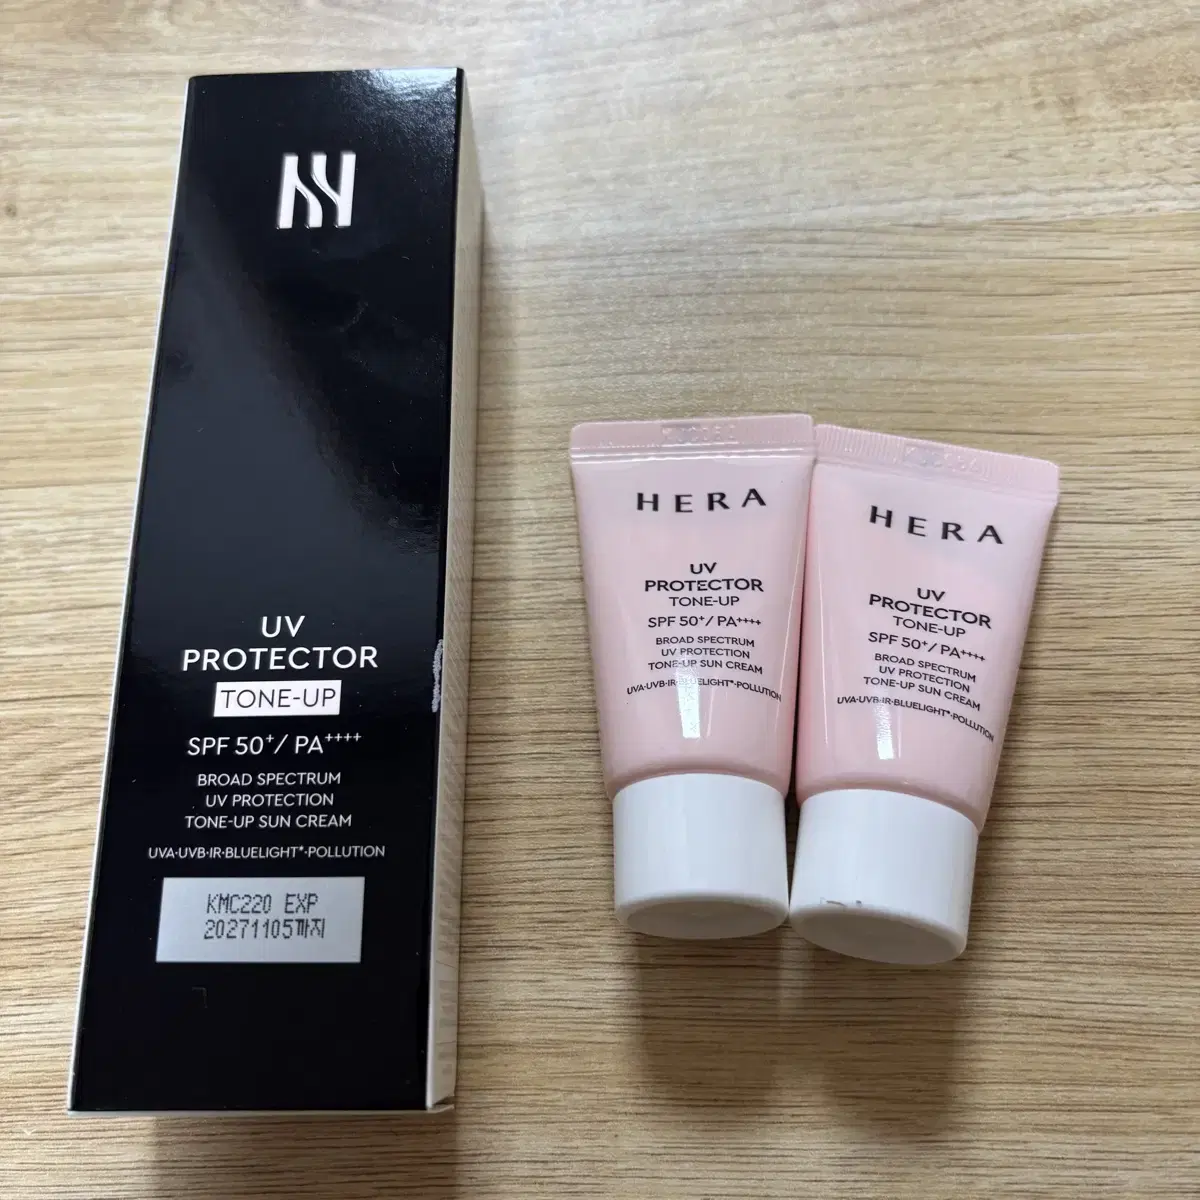 UV
PROTECTOR
TONE-UP
SPF 50+/ PA++++
BROAD SPECTRUM
UV PROTECTION
TONE-UP SUN CREAM
UVA·UVB·IR·BLUELIGHT*·POLLUTION
KMC220 EXP
20271105까지
HERA
UV
PROTECTOR
TONE-UP
SPF 50+/ PA++++
BROAD SPECTRUM
UV PROTECTION
TONE-UP SUN CREAM
UVA·UVB·IR·BLUELIGHT*·POLLUTION
HERA
UV
PROTECTOR
TONE-UP
SPF 50+/ PA++++
BROAD SPECTRUM
UV PROTECTION
TONE-UP SUN CREAM
UVA·UVB·IR·BLUELIGHT*·POLLUTION